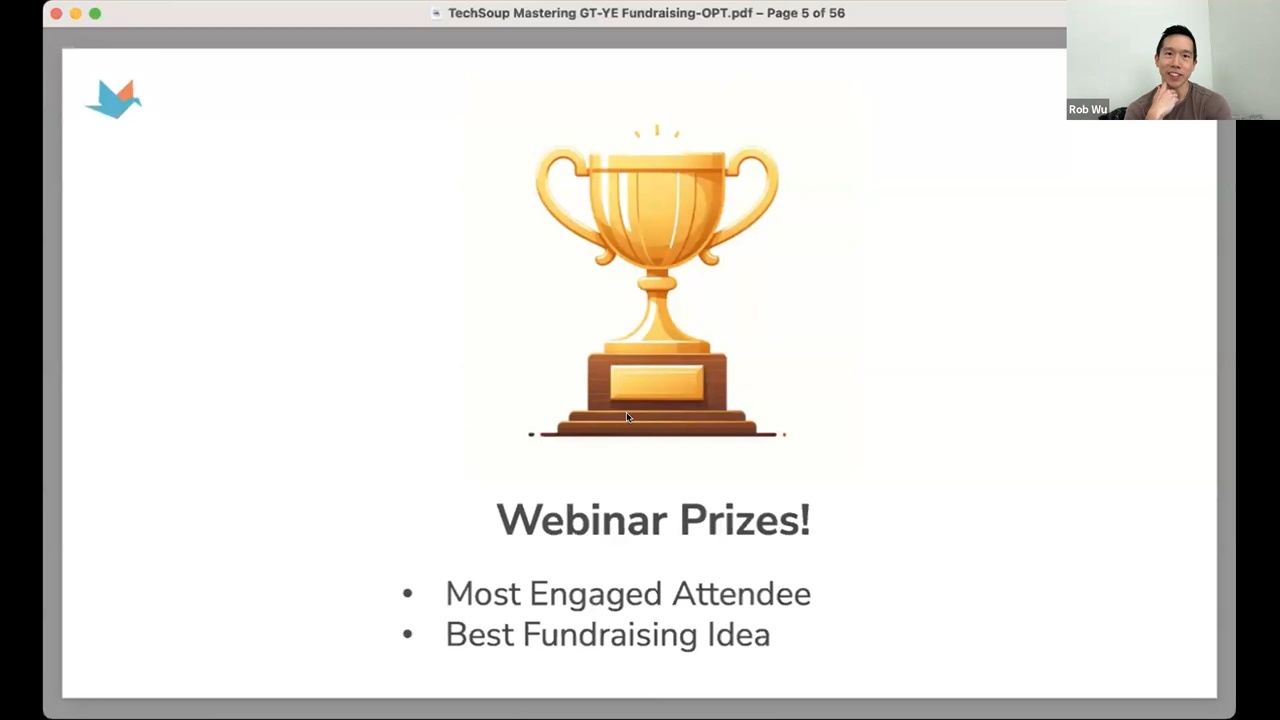 TechSoup Mastering GT-YE Fundraising-OPT.pdf – Page 5 of 56
Rob Wu
Webinar Prizes!
• Most Engaged Attendee
• Best Fundraising Idea